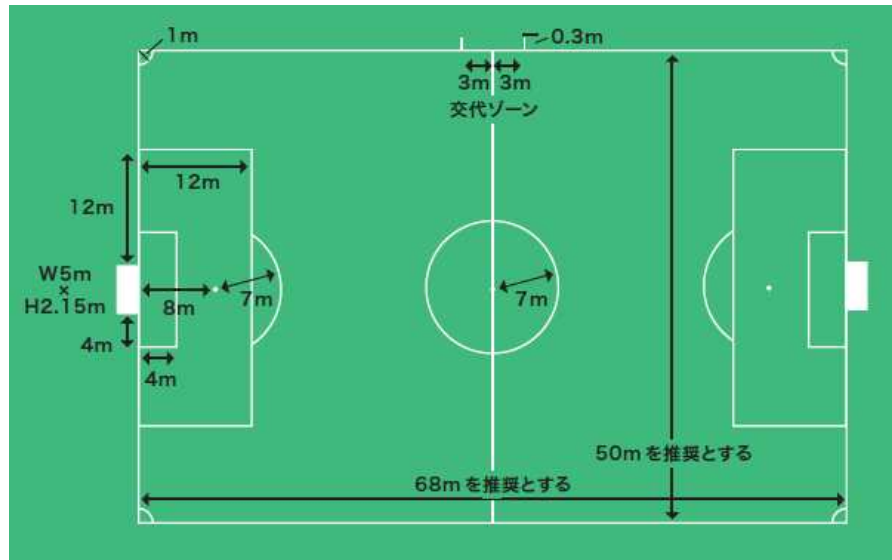 1m
0.3m
3m 3m
交代ゾーン
12m
12m
W5m
×
H2.15m
8m
7m
7m
4m
4m
50mを推奨とする
68mを推奨とする